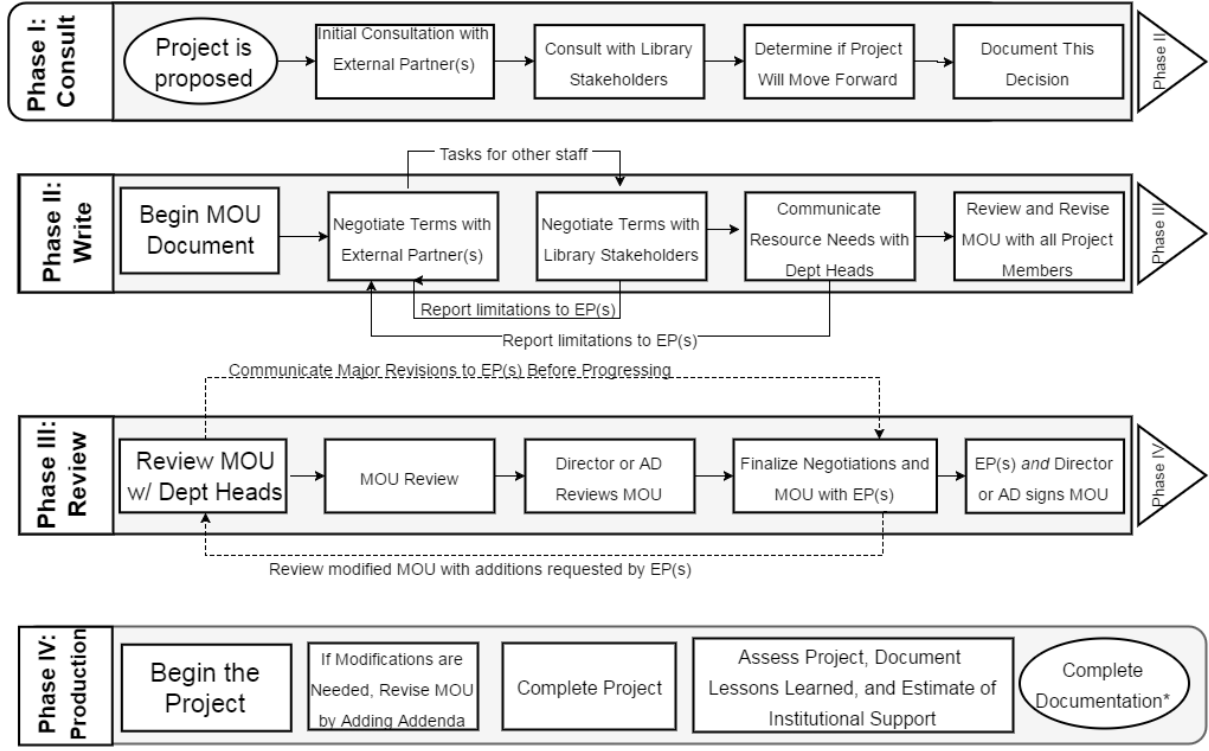 Phase I:
Consult
Project is
proposed
Initial Consultation with
External Partner(s)
Consult with Library
Stakeholders
Determine if Project
Will Move Forward
Document This
Decision
Phase II
Tasks for other staff
Phase II:
Write
Begin MOU
Document
Negotiate Terms with
External Partner(s)
Negotiate Terms with
Library Stakeholders
Communicate
Resource Needs with
Dept Heads
Review and Revise
MOU with all Project
Members
Phase III
Report limitations to EP(s)
Report limitations to EP(s)
Communicate Major Revisions to EP(s) Before Progressing
Phase III:
Review
Review MOU
w/ Dept Heads
MOU Review
Director or AD
Reviews MOU
Finalize Negotiations and
MOU with EP(s)
EP(s) and Director
or AD signs MOU
Phase IV
Review modified MOU with additions requested by EP(s)
Phase IV:
Production
Begin the
Project
If Modifications are
Needed, Revise MOU
by Adding Addenda
Complete Project
Assess Project, Document
Lessons Learned, and Estimate of
Institutional Support
Complete
Documentation*